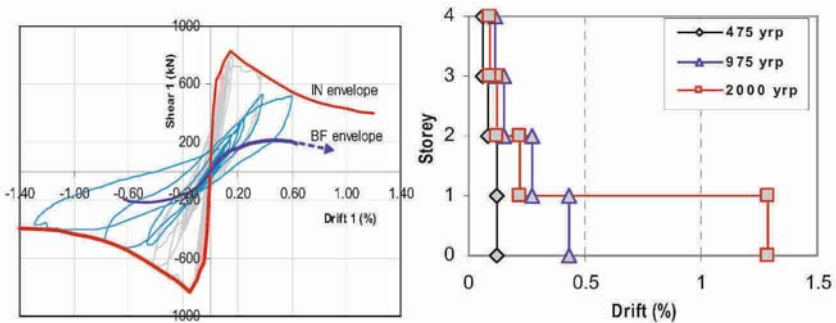 1000
600
200
-200
-600
1000
-1.40
-1.00
-0.60
-0.20
0.20
0.60
1.00
1.40
Shear 1 (kN)
Drift 1 (%)
IN envelope
BF envelope
4
3
2
1
0
Storey
475 yrp
975 yrp
2000 yrp
0
0.5
1
1.5
Drift (%)